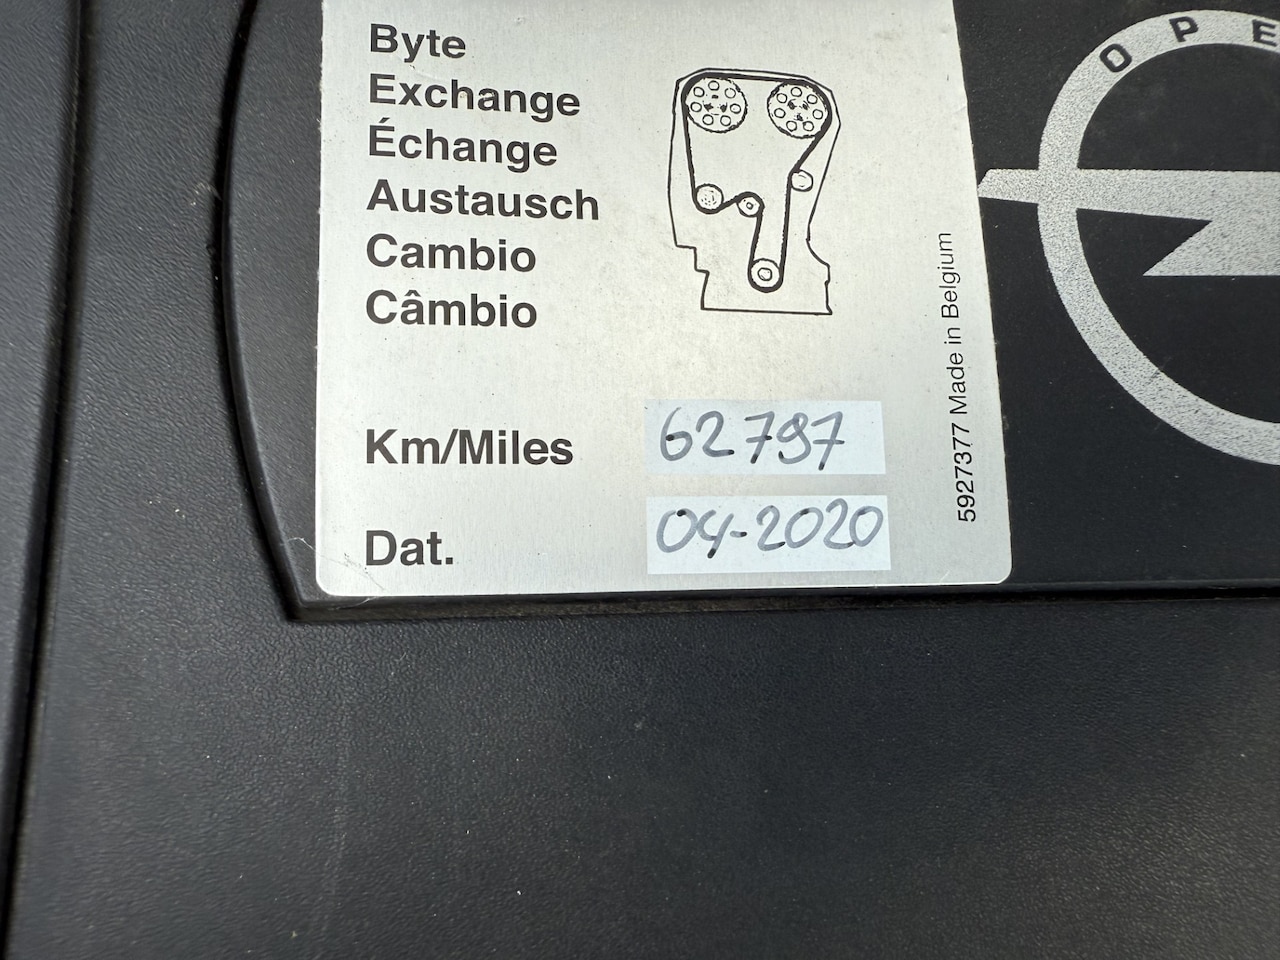 Byte
Exchange
Échange
Austausch
Cambio
Câmbio
Km/Miles 62797
Dat. 04-2020
5927377 Made in Belgium
OPE